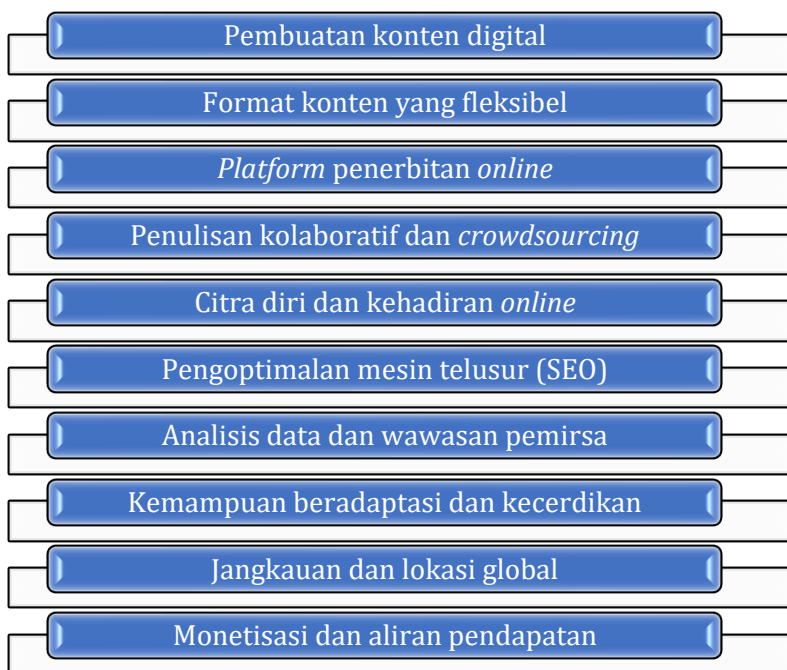 Pembuatan konten digital
Format konten yang fleksibel
Platform penerbitan online
Penulisan kolaboratif dan crowdsourcing
Citra diri dan kehadiran online
Pengoptimalan mesin telusur (SEO)
Analisis data dan wawasan pemirsa
Kemampuan beradaptasi dan kecerdikan
Jangkauan dan lokasi global
Monetisasi dan aliran pendapatan